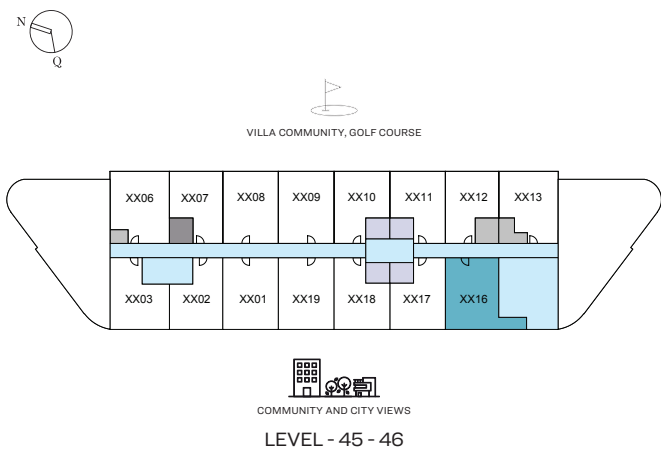 N
Q
VILLA COMMUNITY, GOLF COURSE
XX06 XX07 XX08 XX09 XX10 XX11 XX12 XX13
XX03 XX02 XX01 XX19 XX18 XX17 XX16
COMMUNITY AND CITY VIEWS
LEVEL - 45 - 46